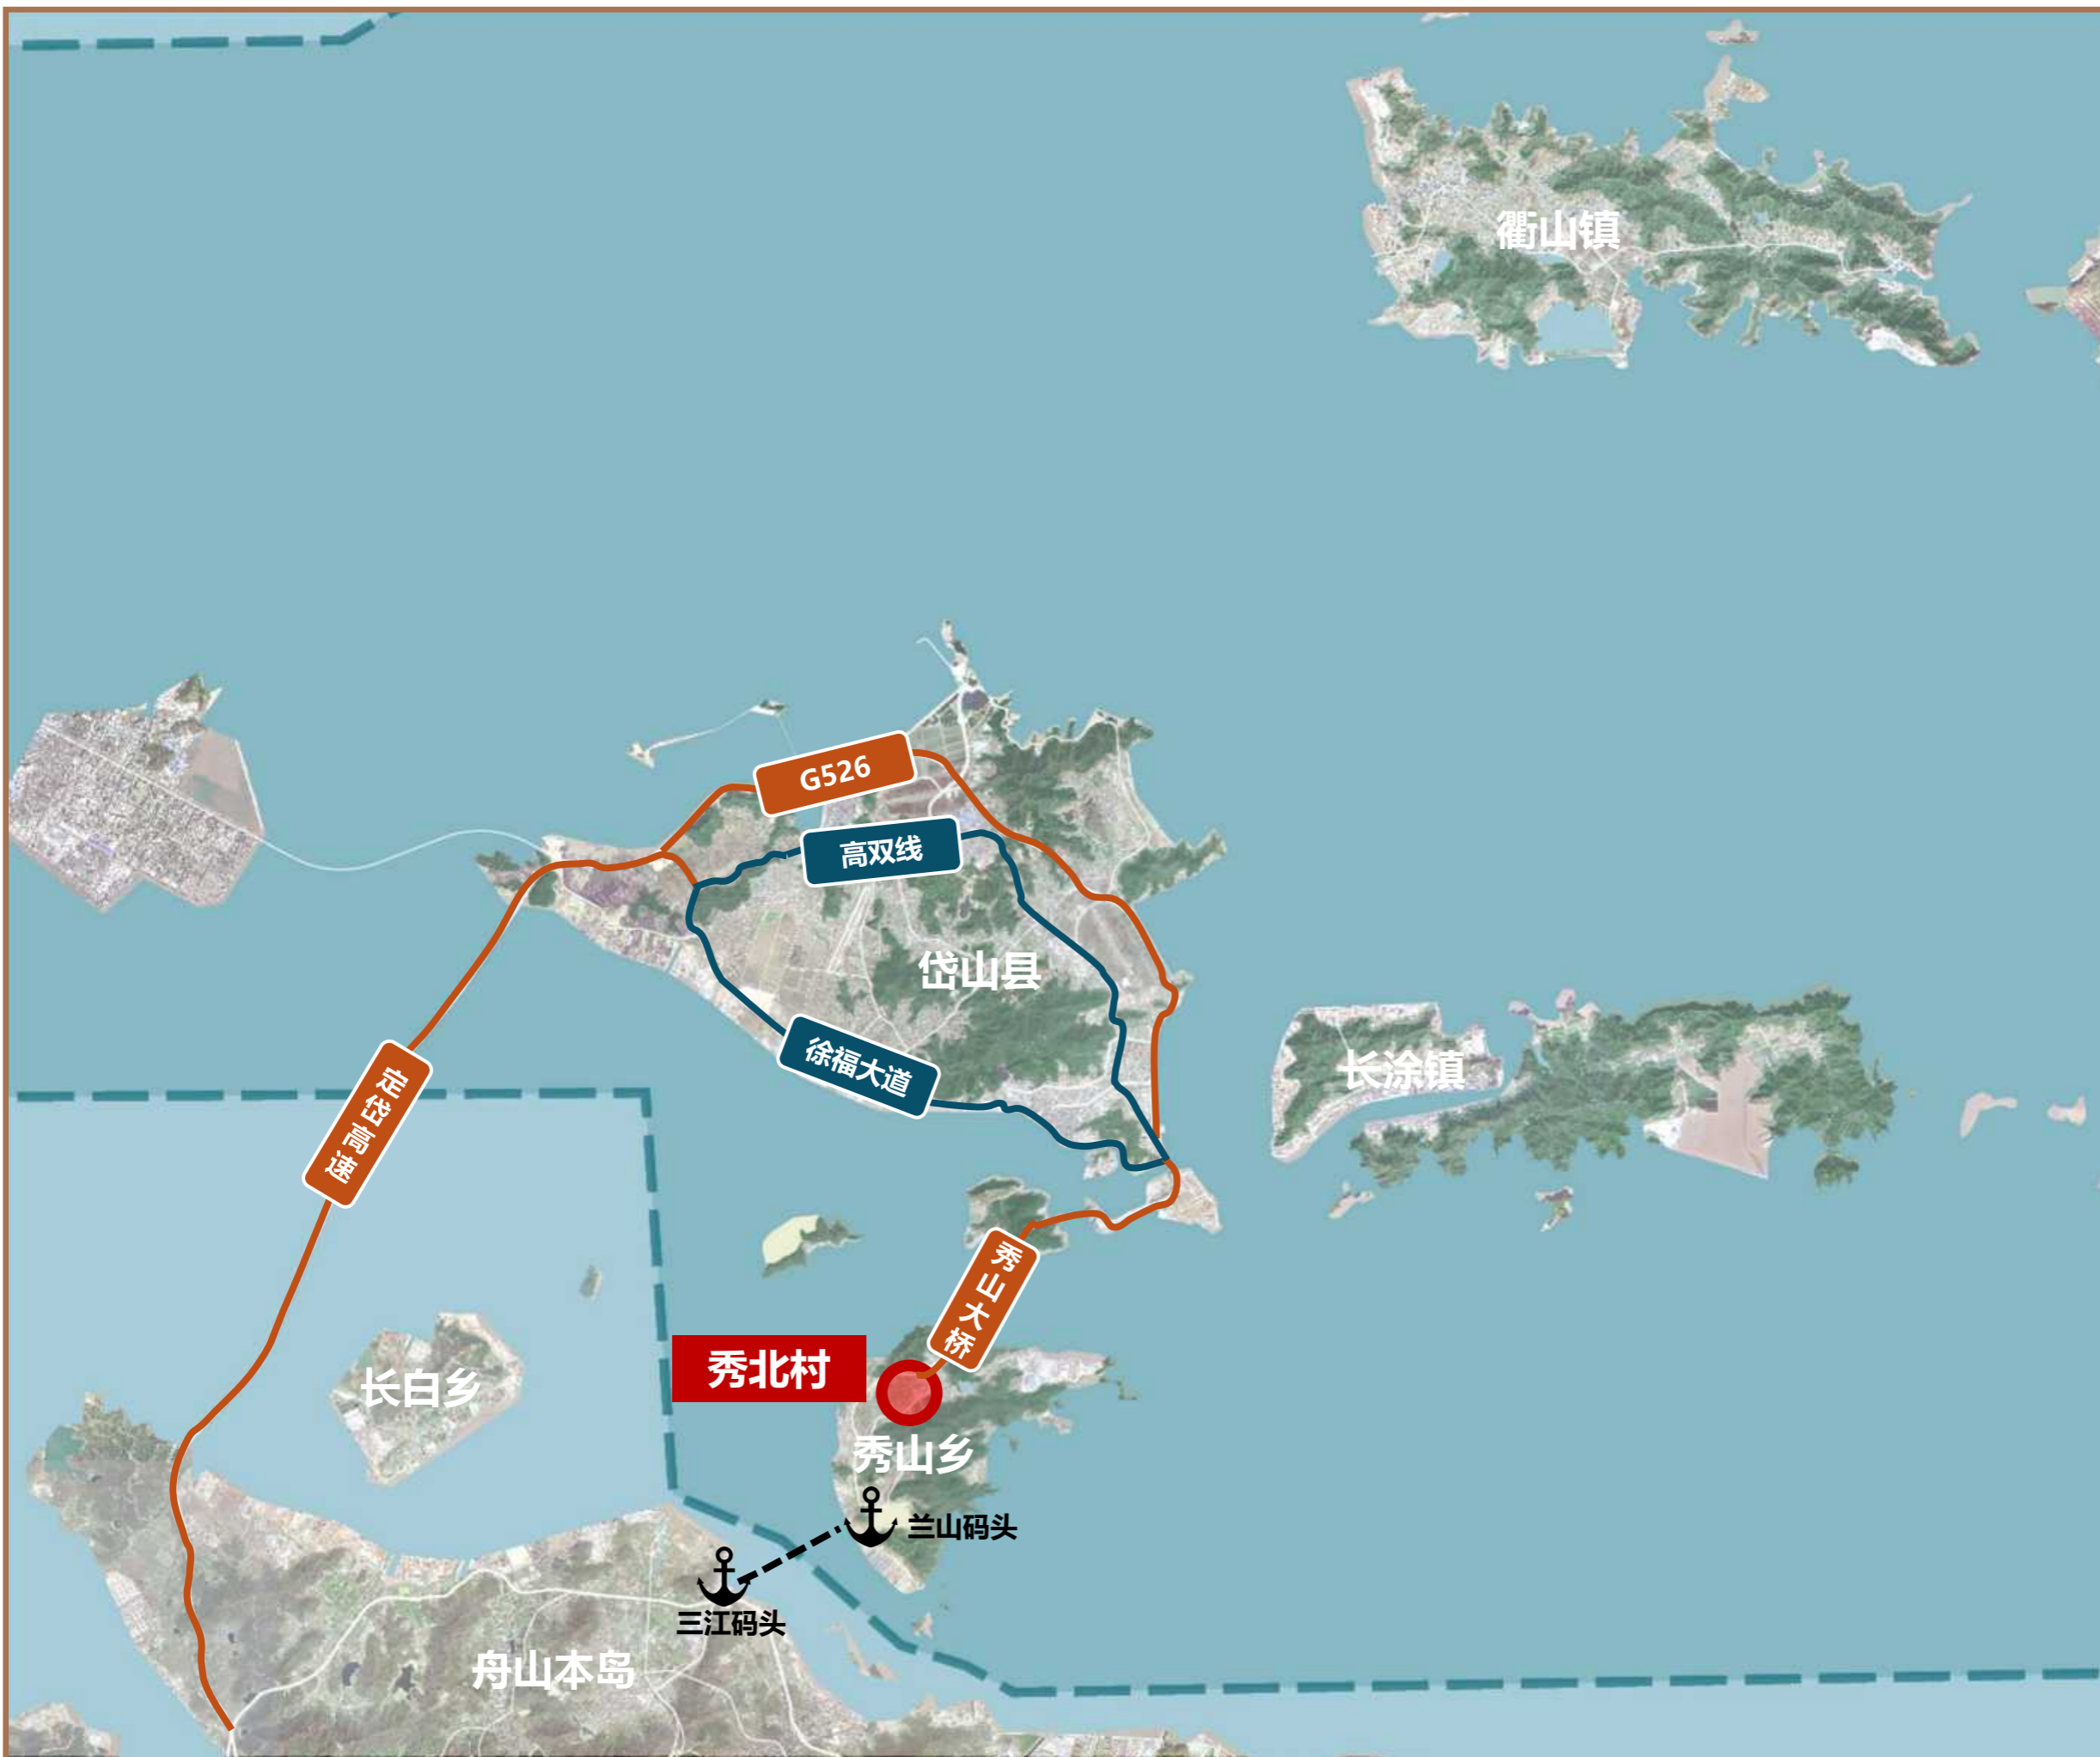 衢山镇
G526
高双线
岱山县
徐福大道
长涂镇
定岱高速
秀山大桥
秀北村
长白乡
秀山乡
兰山码头
三江码头
舟山本岛